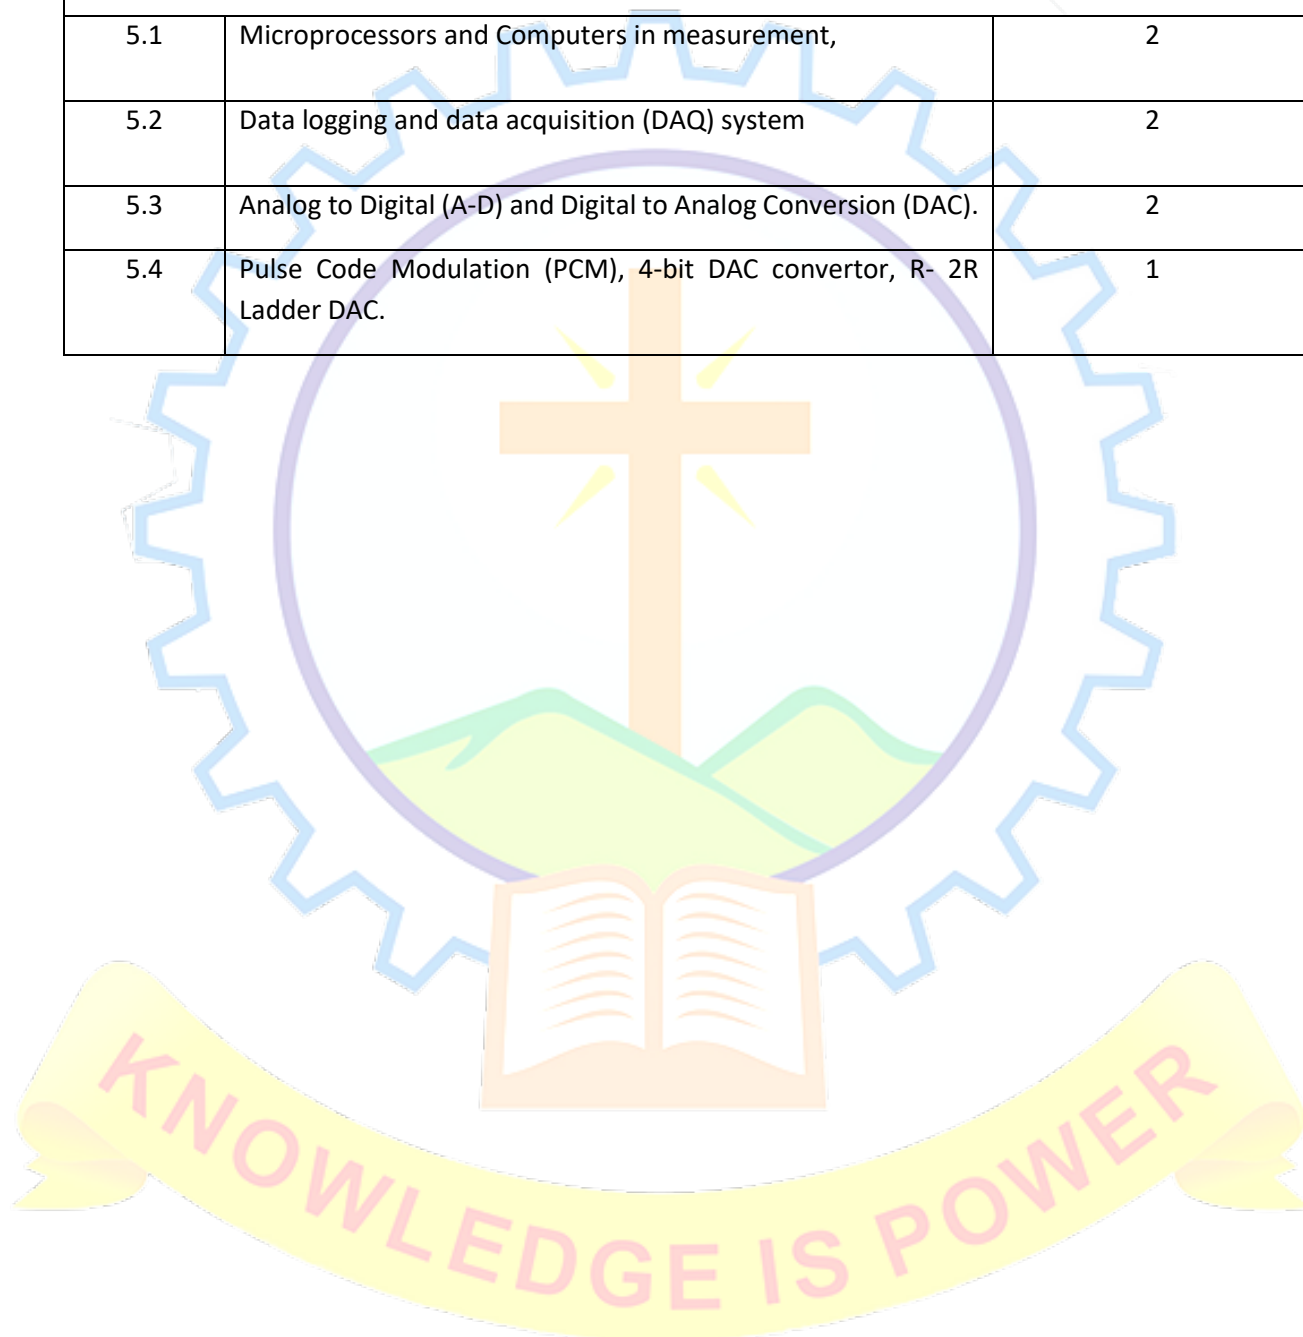 5.1 Microprocessors and Computers in measurement, 2
5.2 Data logging and data acquisition (DAQ) system 2
5.3 Analog to Digital (A-D) and Digital to Analog Conversion (DAC). 2
5.4 Pulse Code Modulation (PCM), 4-bit DAC convertor, R- 2R 1
Ladder DAC.
KNOWLEDGE IS POWER